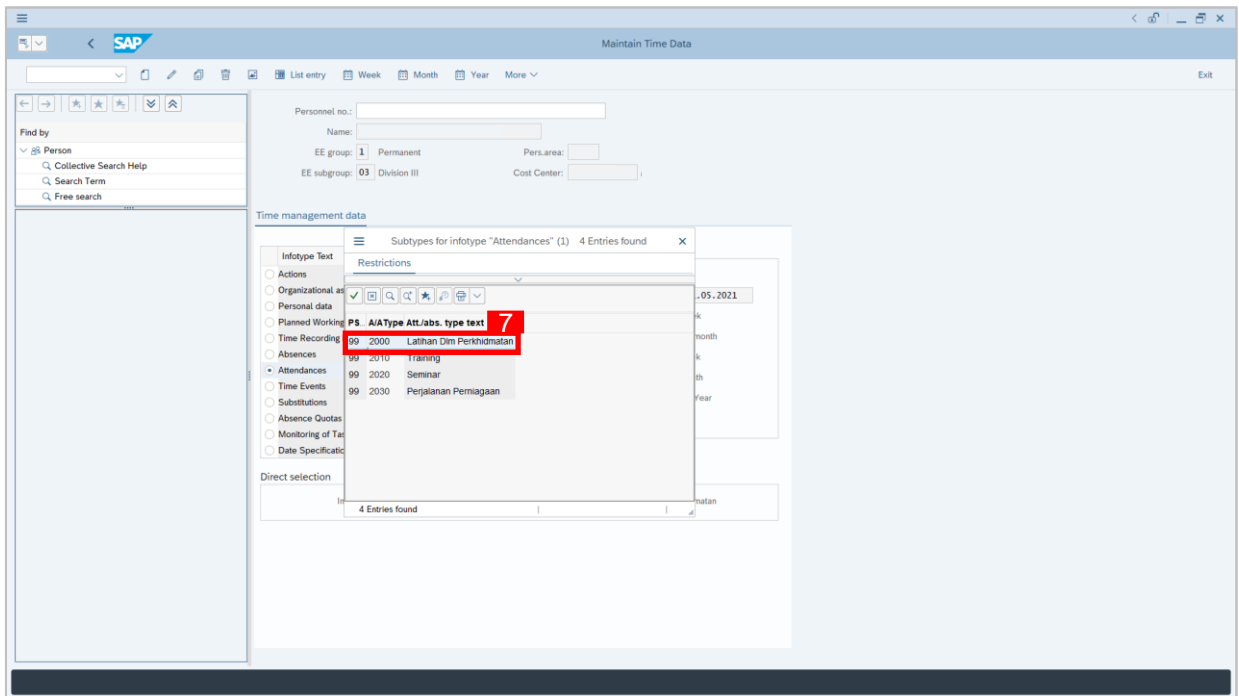 SAP
Maintain Time Data
List entry Week Month Year More Exit
Find by
Person
Collective Search Help
Search Term
Free search
Personnel no.:
Name:
EE group: 1 Permanent Pers.area:
EE subgroup: 03 Division III Cost Center:
Time management data
Infotype Text
Actions
Organizational as
Personal data
Planned Working
Time Recording
Absences
Attendances
Time Events
Substitutions
Absence Quotas
Monitoring of Tas
Date Specificatic
Subtypes for infotype "Attendances" (1) 4 Entries found
Restrictions
PS.. A/AType Att./abs. type text
7
99 2000 Latihan Dlm Perkhidmatan
99 2010 Training
99 2020 Seminar
99 2030 Perjalanan Perniagaan
4 Entries found
.05.2021
month
Year
Direct selection
matan